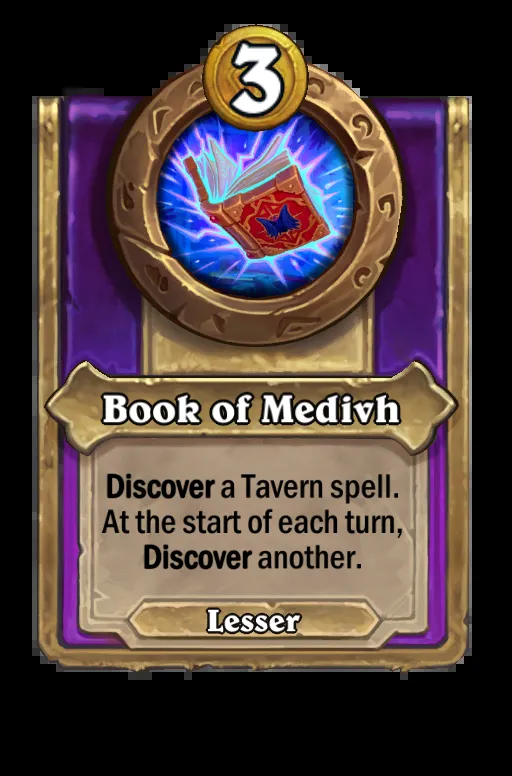 3
Book of Medivh
Discover a Tavern spell.
At the start of each turn,
Discover another.
Lesser